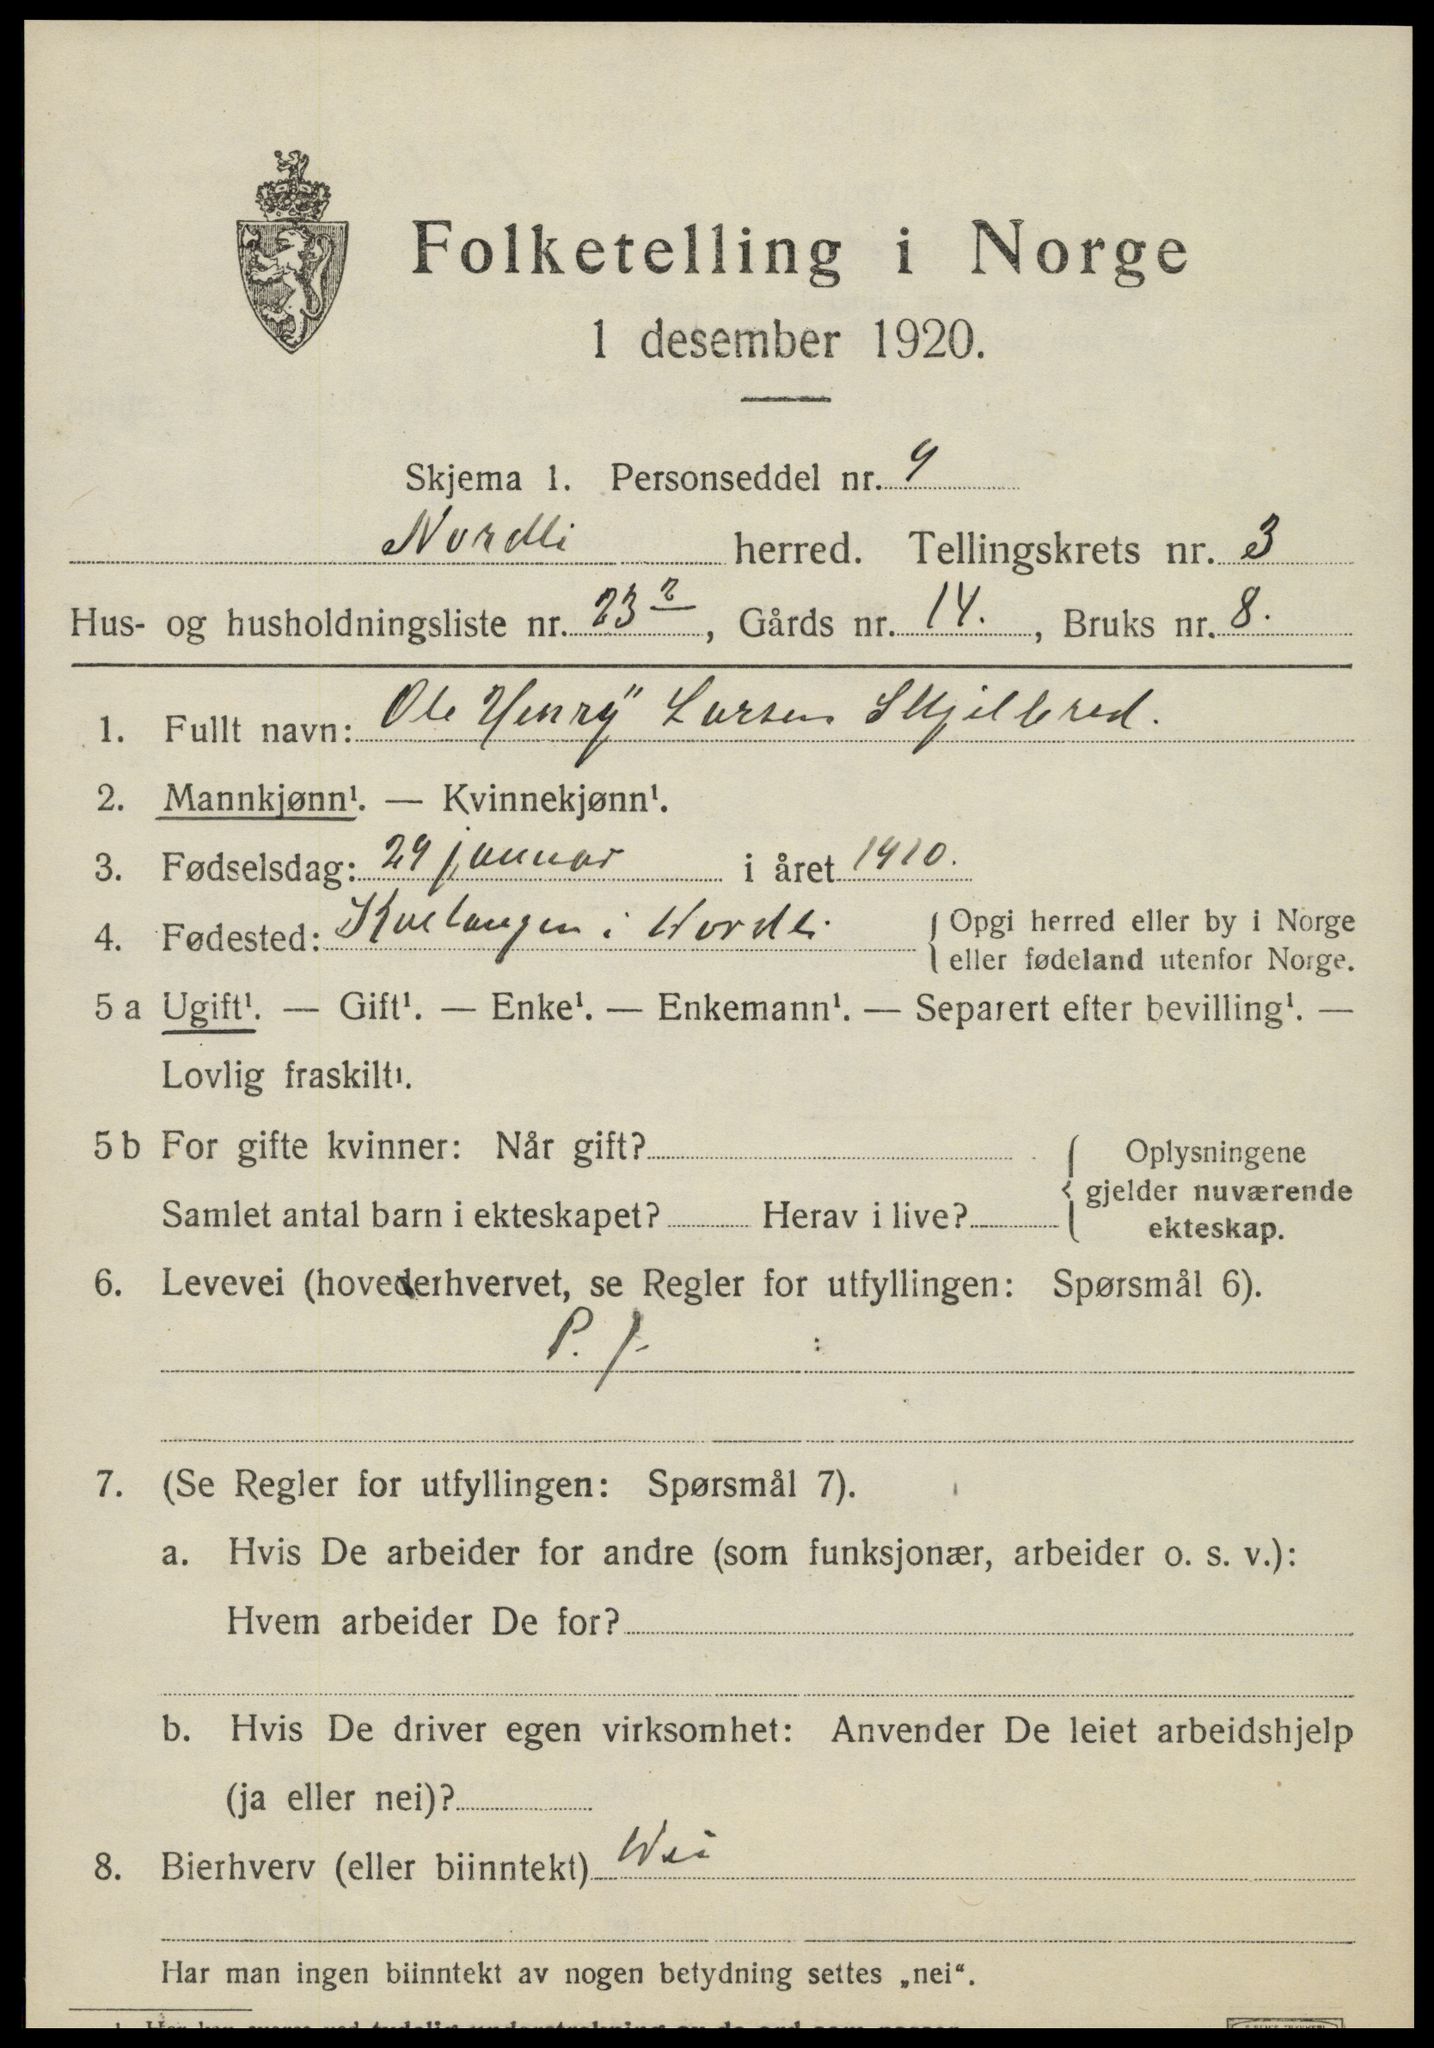 Folketelling i Norge
1 desember 1920.
Skjema 1. Personseddel nr. 9
Nordli herred. Tellingskrets nr. 3
Hus- og husholdningsliste nr. 23 2, Gårds nr. 14., Bruks nr. 8.
1. Fullt navn: Ole "Henry" Larsen Skjelbred.
2. Mannkjønn¹. — Kvinnekjønn¹.
3. Fødselsdag: 29 januar i året 1910.
4. Fødested: i Nordli { Opgi herred eller by i Norge
eller fødeland utenfor Norge.
5 a Ugift¹. — Gift¹. — Enke¹. — Enkemann¹. — Separert efter bevilling¹. —
Lovlig fraskilt¹.
5 b For gifte kvinner: Når gift? { Oplysningene
gjelder nuværende
Samlet antal barn i ekteskapet? Herav i live? ekteskap.
6. Levevei (hovederhvervet, se Regler for utfyllingen: Spørsmål 6).
P. f.
7. (Se Regler for utfyllingen: Spørsmål 7).
a. Hvis De arbeider for andre (som funksjonær, arbeider o. s. v.):
Hvem arbeider De for?
b. Hvis De driver egen virksomhet: Anvender De leiet arbeidshjelp
(ja eller nei)?
8. Bierhverv (eller biinntekt) Nei
Har man ingen biinntekt av nogen betydning settes „nei“.